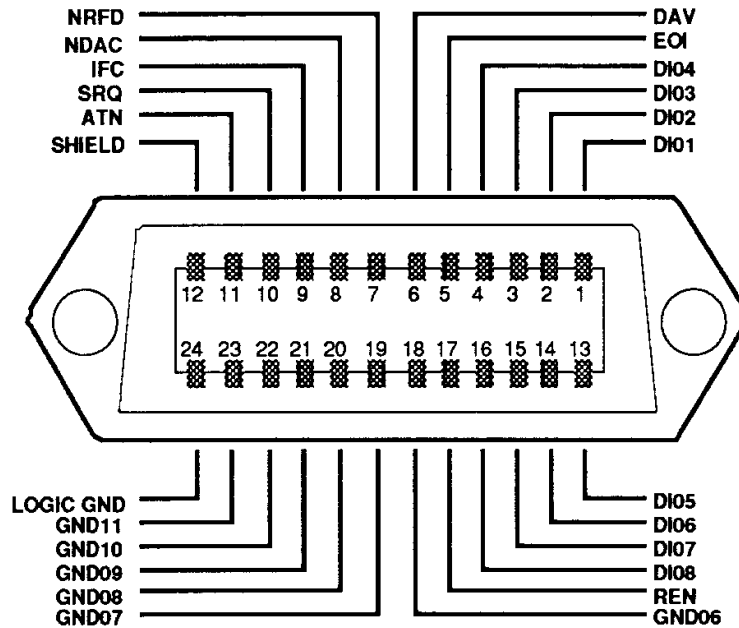 NRFD
NDAC
IFC
SRQ
ATN
SHIELD
DAV
EOI
DI04
DI03
DI02
DI01
12 11 10 9 8 7 6 5 4 3 2 1
24 23 22 21 20 19 18 17 16 15 14 13
LOGIC GND
GND11
GND10
GND09
GND08
GND07
DI05
DI06
DI07
DI08
REN
GND06